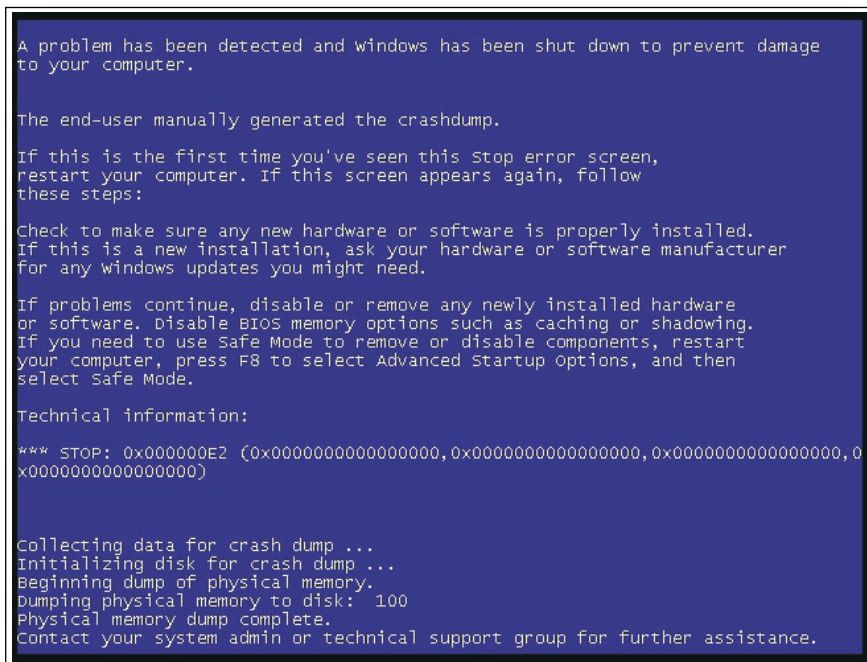 A problem has been detected and Windows has been shut down to prevent damage
to your computer.
The end-user manually generated the crashdump.
If this is the first time you've seen this Stop error screen,
restart your computer. If this screen appears again, follow
these steps:
Check to make sure any new hardware or software is properly installed.
If this is a new installation, ask your hardware or software manufacturer
for any Windows updates you might need.
If problems continue, disable or remove any newly installed hardware
or software. Disable BIOS memory options such as caching or shadowing.
If you need to use Safe Mode to remove or disable components, restart
your computer, press F8 to select Advanced Startup Options, and then
select Safe Mode.
Technical information:
*** STOP: 0x000000E2 (0x0000000000000000,0x0000000000000000,0x0000000000000000,0
x0000000000000000)
Collecting data for crash dump ...
Initializing disk for crash dump ...
Beginning dump of physical memory.
Dumping physical memory to disk:  100
Physical memory dump complete.
Contact your system admin or technical support group for further assistance.